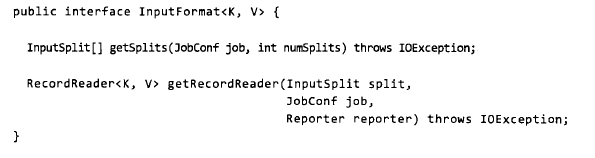 public interface InputFormat<K, V> {
InputSplit[] getSplits(JobConf job, int numSplits) throws IOException;
RecordReader<K, V> getRecordReader(InputSplit split,
JobConf job,
Reporter reporter) throws IOException;
}